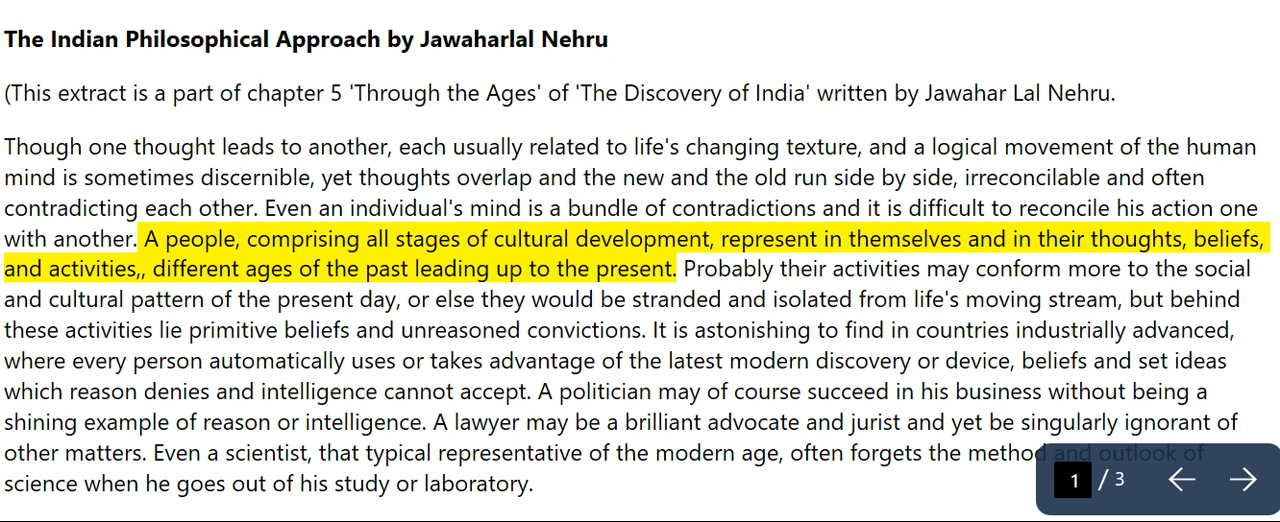 The Indian Philosophical Approach by Jawaharlal Nehru
(This extract is a part of chapter 5 'Through the Ages' of 'The Discovery of India' written by Jawahar Lal Nehru.
Though one thought leads to another, each usually related to life's changing texture, and a logical movement of the human
mind is sometimes discernible, yet thoughts overlap and the new and the old run side by side, irreconcilable and often
contradicting each other. Even an individual's mind is a bundle of contradictions and it is difficult to reconcile his action one
with another. A people, comprising all stages of cultural development, represent in themselves and in their thoughts, beliefs,
and activities,, different ages of the past leading up to the present. Probably their activities may conform more to the social
and cultural pattern of the present day, or else they would be stranded and isolated from life's moving stream, but behind
these activities lie primitive beliefs and unreasoned convictions. It is astonishing to find in countries industrially advanced,
where every person automatically uses or takes advantage of the latest modern discovery or device, beliefs and set ideas
which reason denies and intelligence cannot accept. A politician may of course succeed in his business without being a
shining example of reason or intelligence. A lawyer may be a brilliant advocate and jurist and yet be singularly ignorant of
other matters. Even a scientist, that typical representative of the modern age, often forgets the method and outlook of
science when he goes out of his study or laboratory.
1 / 3